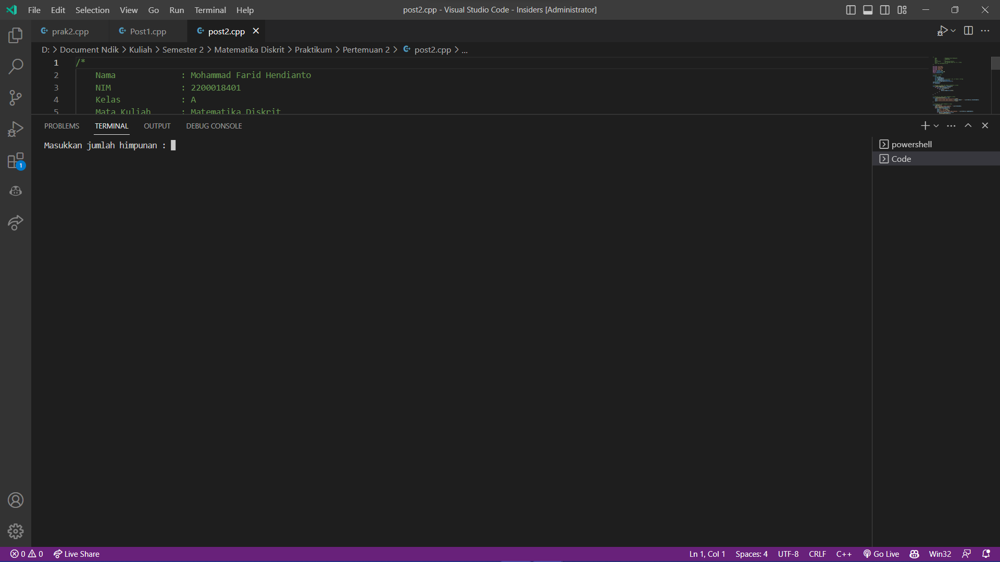 File Edit Selection View Go Run Terminal Help
post2.cpp - Visual Studio Code - Insiders [Administrator]
prak2.cpp Post1.cpp post2.cpp
D: > Document Ndik > Kuliah > Semester 2 > Matematika Diskrit > Praktikum > Pertemuan 2 > post2.cpp > ...
1 /*
2 Nama : Mohammad Farid Hendianto
3 NIM : 2200018401
4 Kelas : A
5 Mata Kuliah : Matematika Diskrit
PROBLEMS TERMINAL OUTPUT DEBUG CONSOLE
Masukkan jumlah himpunan :
powershell
Code
1
0 0 Live Share
Ln 1, Col 1 Spaces: 4 UTF-8 CRLF C++ Go Live Win32